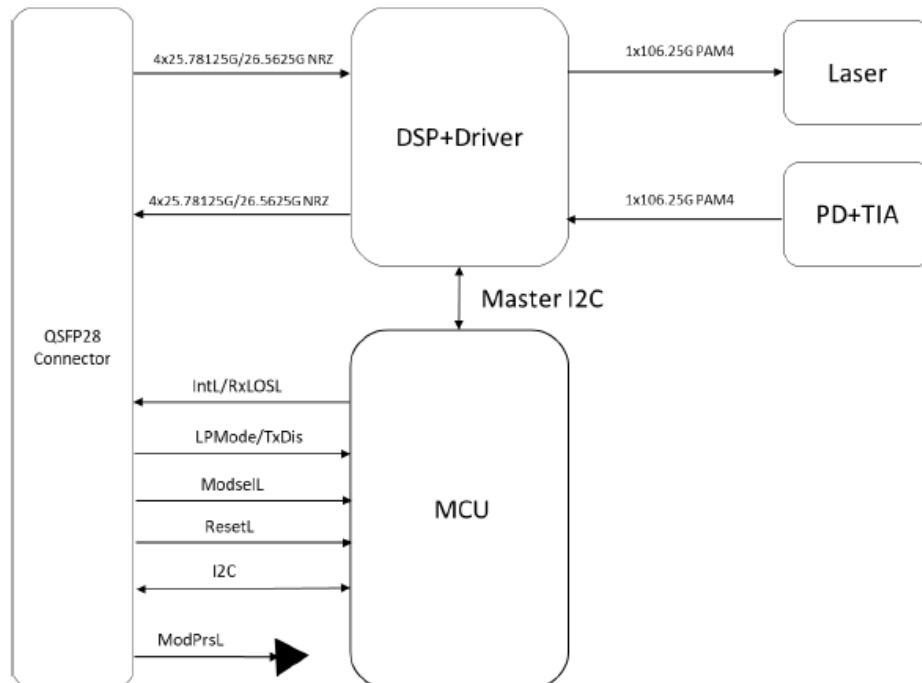 4x25.78125G/26.5625G NRZ
1x106.25G PAM4
Laser
DSP+Driver
4x25.78125G/26.5625G NRZ
1x106.25G PAM4
PD+TIA
Master I2C
QSFP28
Connector
IntL/RxLOSL
LPMode/TxDis
ModselL
MCU
ResetL
I2C
ModPrsL